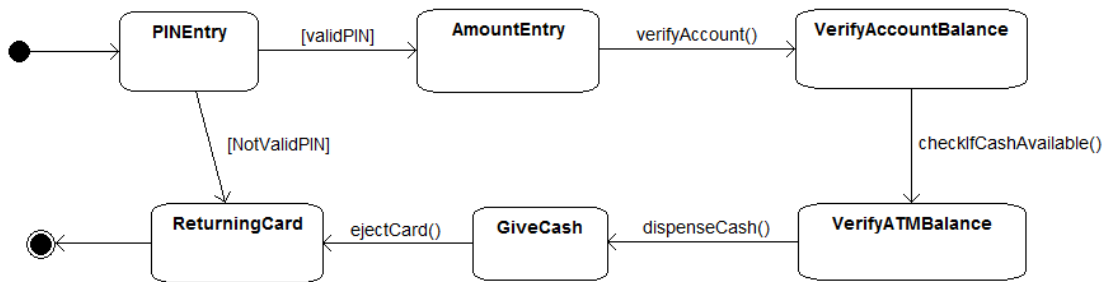 PINEntry
[validPIN]
AmountEntry
verifyAccount()
VerifyAccountBalance
[NotValidPIN]
checkIfCashAvailable()
ReturningCard
ejectCard()
GiveCash
dispenseCash()
VerifyATMBalance